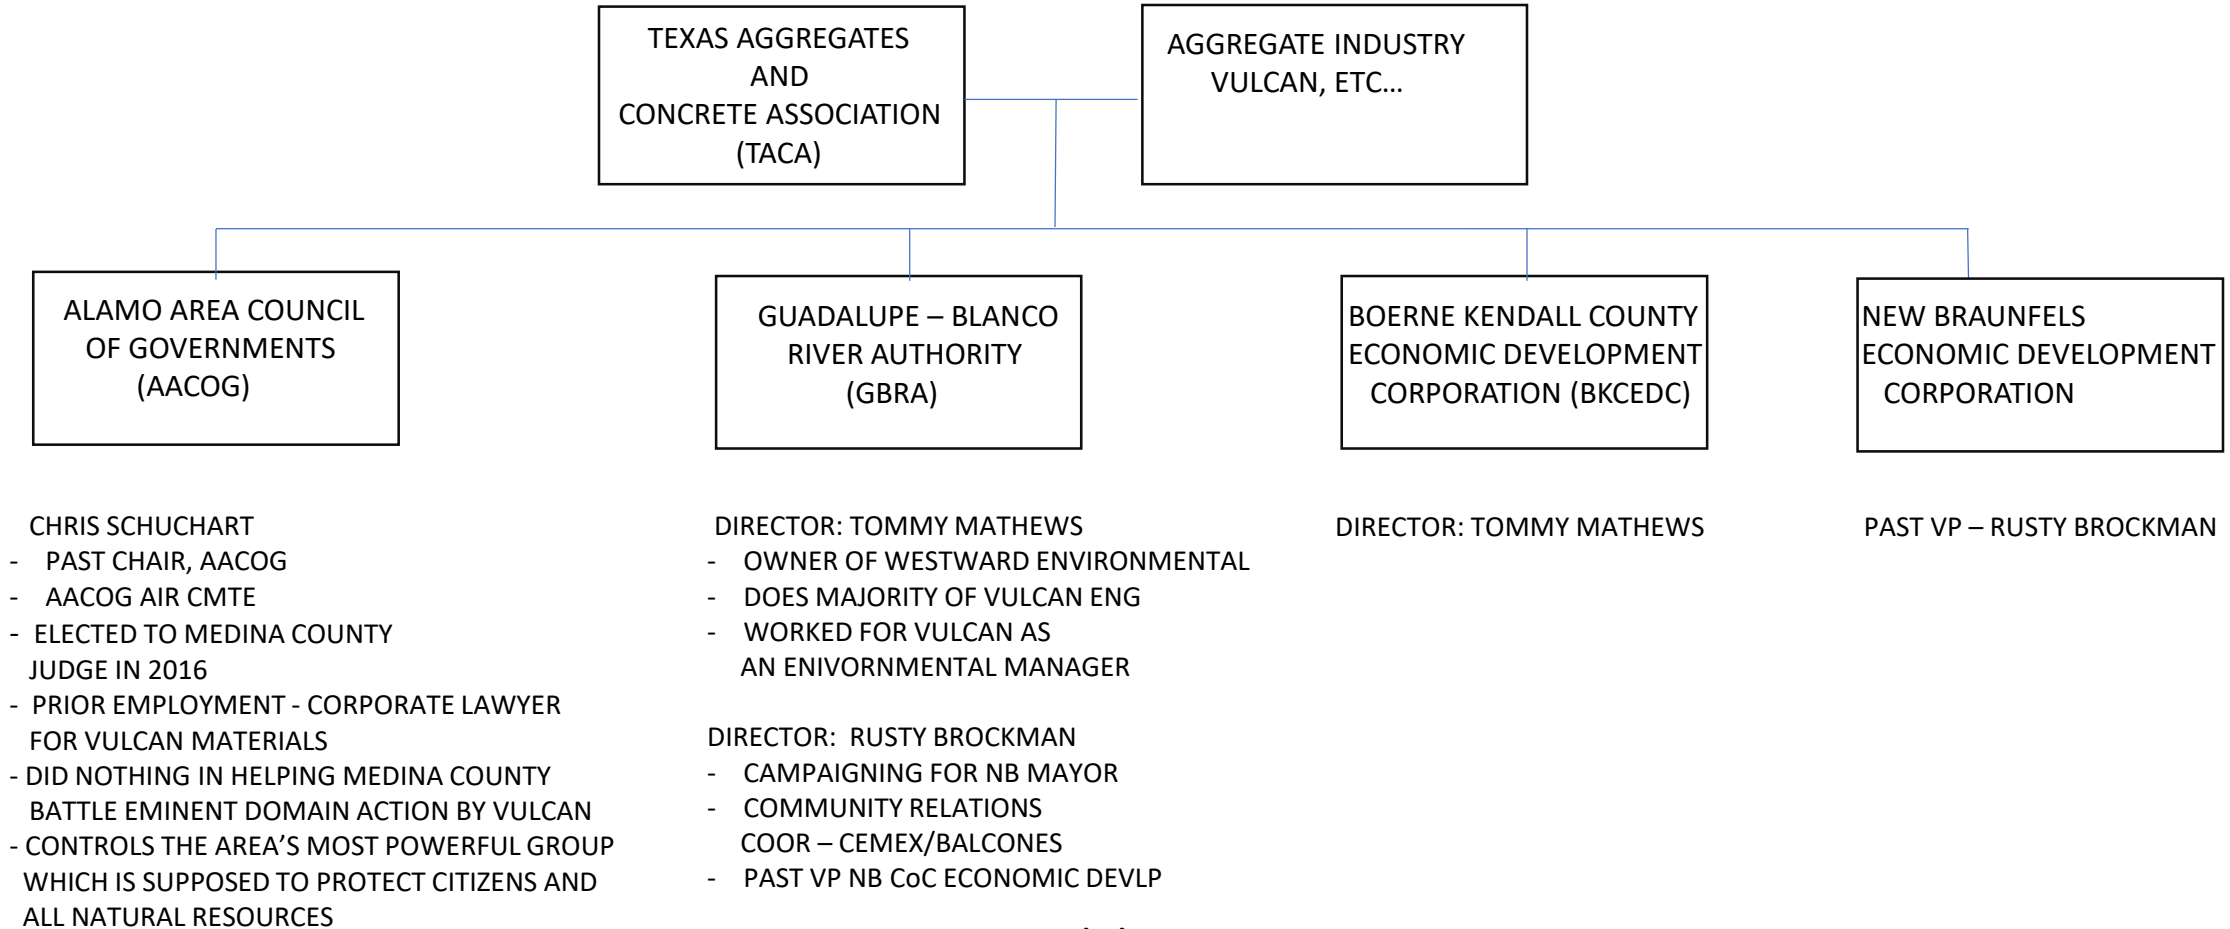 TEXAS AGGREGATES
AND
CONCRETE ASSOCIATION
(TACA)
AGGREGATE INDUSTRY
VULCAN, ETC…
ALAMO AREA COUNCIL
OF GOVERNMENTS
(AACOG)
GUADALUPE – BLANCO
RIVER AUTHORITY
(GBRA)
BOERNE KENDALL COUNTY
ECONOMIC DEVELOPMENT
CORPORATION (BKCEDC)
NEW BRAUNFELS
ECONOMIC DEVELOPMENT
CORPORATION
CHRIS SCHUCHART
- PAST CHAIR, AACOG
- AACOG AIR CMTE
- ELECTED TO MEDINA COUNTY
JUDGE IN 2016
- PRIOR EMPLOYMENT - CORPORATE LAWYER
FOR VULCAN MATERIALS
- DID NOTHING IN HELPING MEDINA COUNTY
BATTLE EMINENT DOMAIN ACTION BY VULCAN
- CONTROLS THE AREA’S MOST POWERFUL GROUP
WHICH IS SUPPOSED TO PROTECT CITIZENS AND
ALL NATURAL RESOURCES
DIRECTOR: TOMMY MATHEWS
- OWNER OF WESTWARD ENVIRONMENTAL
- DOES MAJORITY OF VULCAN ENG
- WORKED FOR VULCAN AS
AN ENIVORNMENTAL MANAGER
DIRECTOR: RUSTY BROCKMAN
- CAMPAIGNING FOR NB MAYOR
- COMMUNITY RELATIONS
COOR – CEMEX/BALCONES
- PAST VP NB CoC ECONOMIC DEVLP
DIRECTOR: TOMMY MATHEWS
PAST VP – RUSTY BROCKMAN